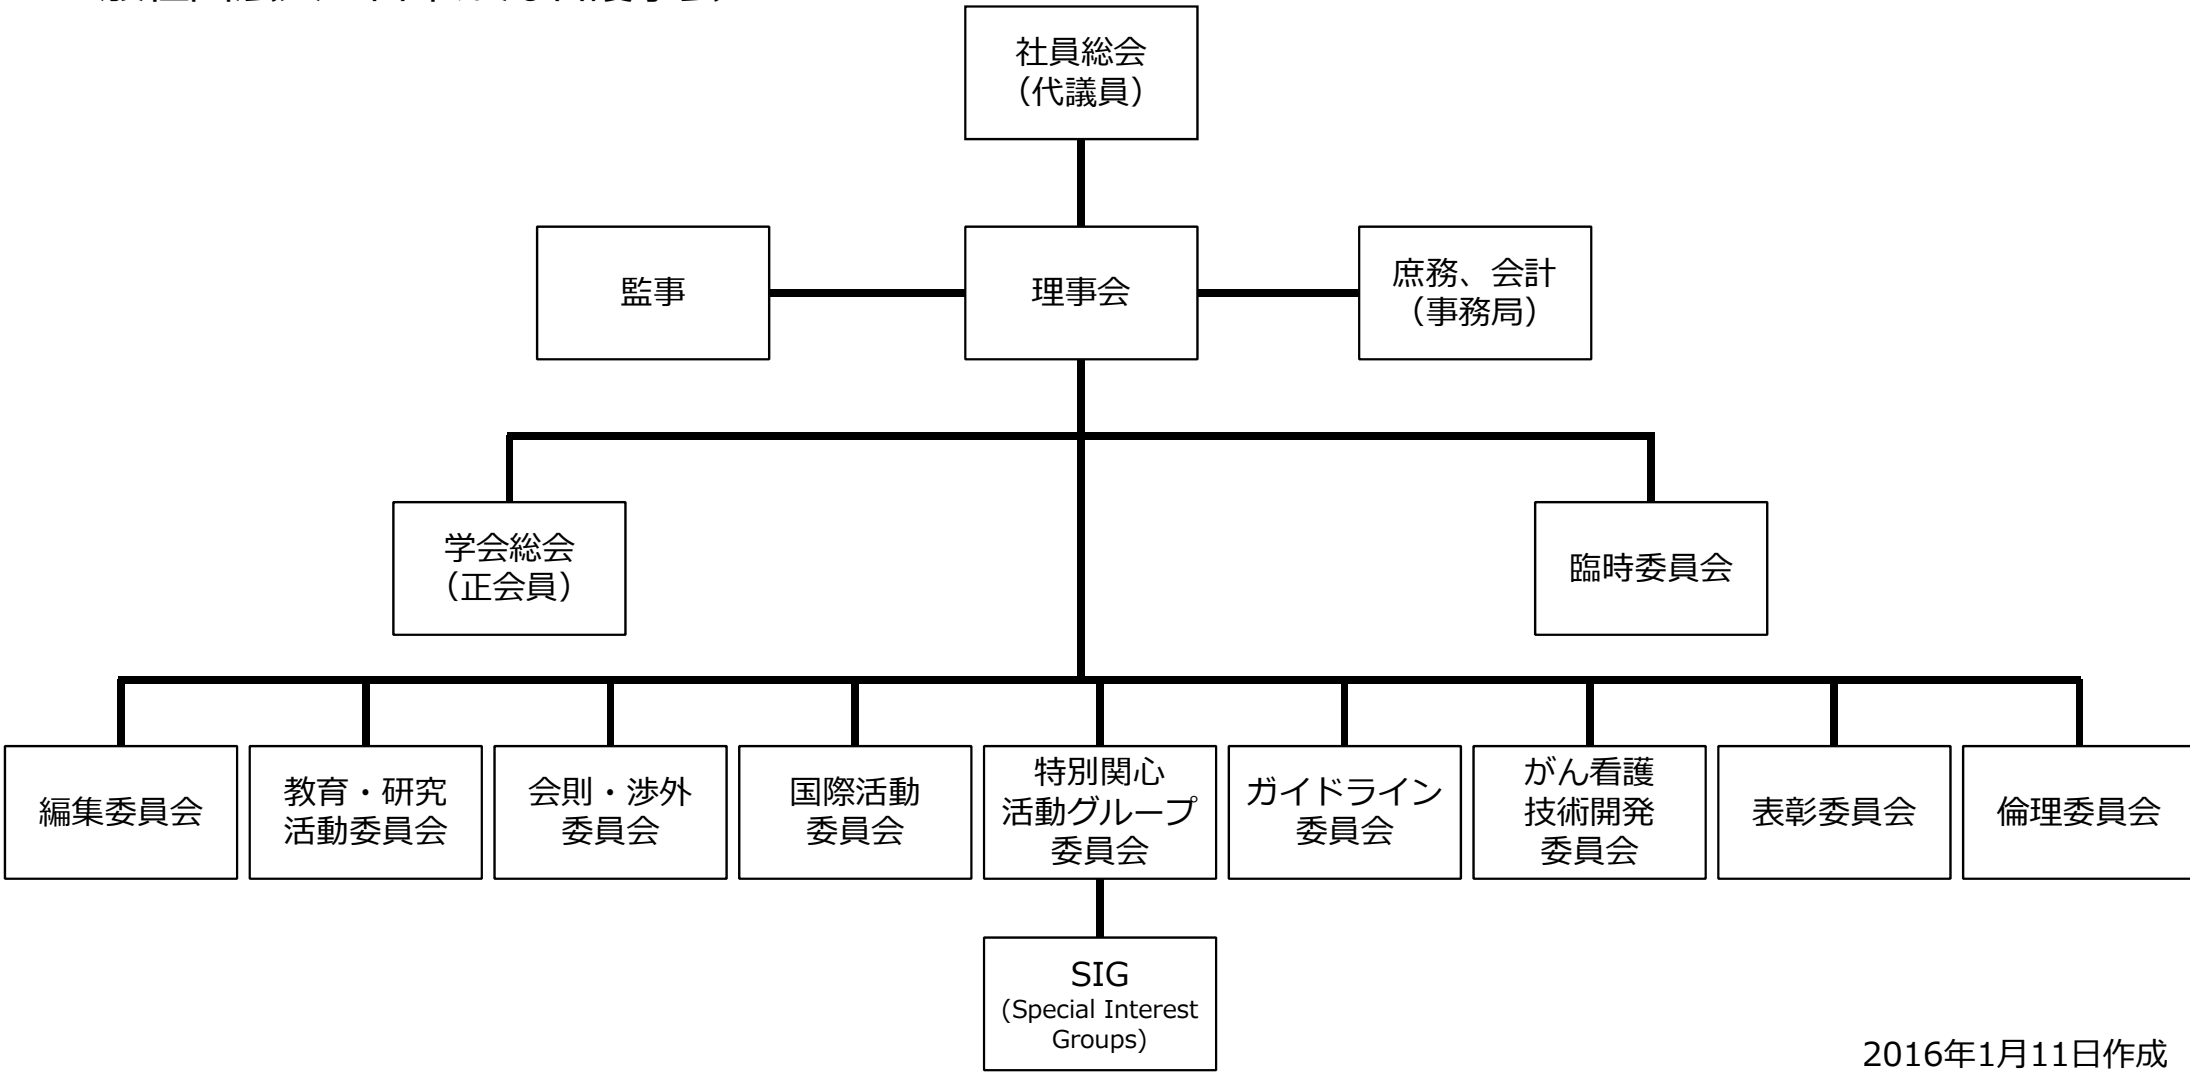 社員総会
（代議員）
監事
理事会
庶務、会計
（事務局）
学会総会
（正会員）
臨時委員会
編集委員会
教育・研究
活動委員会
会則・渉外
委員会
国際活動
委員会
特別関心
活動グループ
委員会
ガイドライン
委員会
がん看護
技術開発
委員会
表彰委員会
倫理委員会
SIG
(Special Interest
Groups)
2016年1月11日作成